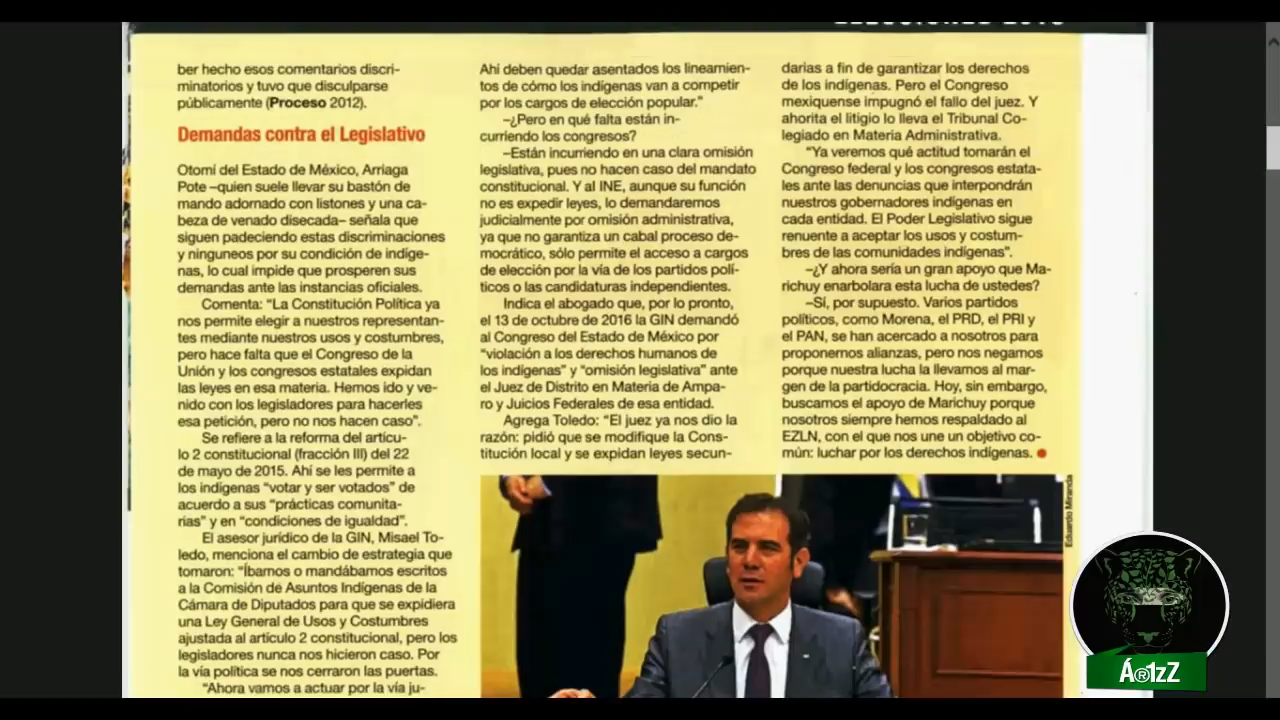 ber hecho esos comentarios discri-
minatorios y tuvo que disculparse
públicamente (Proceso 2012).
Demandas contra el Legislativo
Otomí del Estado de México, Arriaga
Pote –quien suele llevar su bastón de
mando adornado con listones y una ca-
beza de venado disecada– señala que
siguen padeciendo estas discriminaciones
y ninguneos por su condición de indíge-
nas, lo cual impide que prosperen sus
demandas ante las instancias oficiales.
Comenta: “La Constitución Política ya
nos permite elegir a nuestros representan-
tes mediante nuestros usos y costumbres,
pero hace falta que el Congreso de la
Unión y los congresos estatales expidan
las leyes en esa materia. Hemos ido y ve-
nido con los legisladores para hacerles
esa petición, pero no nos hacen caso”.
Se refiere a la reforma del artícu-
lo 2 constitucional (fracción III) del 22
de mayo de 2015. Ahí se les permite a
los indígenas “votar y ser votados” de
acuerdo a sus “prácticas comunita-
rias” y en “condiciones de igualdad”.
El asesor jurídico de la GIN, Misael To-
ledo, menciona el cambio de estrategia que
tomaron: “Íbamos o mandábamos escritos
a la Comisión de Asuntos Indígenas de la
Cámara de Diputados para que se expidiera
una Ley General de Usos y Costumbres
ajustada al artículo 2 constitucional, pero los
legisladores nunca nos hicieron caso. Por
la vía política se nos cerraron las puertas.
“Ahora vamos a actuar por la vía ju-
Ahí deben quedar asentados los lineamien-
tos de cómo los indígenas van a competir
por los cargos de elección popular.”
–¿Pero en qué falta están in-
curriendo los congresos?
–Están incurriendo en una clara omisión
legislativa, pues no hacen caso del mandato
constitucional. Y al INE, aunque su función
no es expedir leyes, lo demandaremos
judicialmente por omisión administrativa,
ya que no garantiza un cabal proceso de-
mocrático, sólo permite el acceso a cargos
de elección por la vía de los partidos polí-
ticos o las candidaturas independientes.
Indica el abogado que, por lo pronto,
el 13 de octubre de 2016 la GIN demandó
al Congreso del Estado de México por
“violación a los derechos humanos de
los indígenas” y “omisión legislativa” ante
el Juez de Distrito en Materia de Ampa-
ro y Juicios Federales de esa entidad.
Agrega Toledo: “El juez ya nos dio la
razón: pidió que se modifique la Cons-
titución local y se expidan leyes secun-
darias a fin de garantizar los derechos
de los indígenas. Pero el Congreso
mexiquense impugnó el fallo del juez. Y
ahorita el litigio lo lleva el Tribunal Co-
legiado en Materia Administrativa.
“Ya veremos qué actitud tomarán el
Congreso federal y los congresos estata-
les ante las denuncias que interpondrán
nuestros gobernadores indígenas en
cada entidad. El Poder Legislativo sigue
renuente a aceptar los usos y costum-
bres de las comunidades indígenas”.
–¿Y ahora sería un gran apoyo que Ma-
richuy enarbolara esta lucha de ustedes?
–Sí, por supuesto. Varios partidos
políticos, como Morena, el PRD, el PRI y
el PAN, se han acercado a nosotros para
proponernos alianzas, pero nos negamos
porque nuestra lucha la llevamos al mar-
gen de la partidocracia. Hoy, sin embargo,
buscamos el apoyo de Marichuy porque
nosotros siempre hemos respaldado al
EZLN, con el que nos une un objetivo co-
mún: luchar por los derechos indígenas.
Eduardo Miranda
Á®1zZ